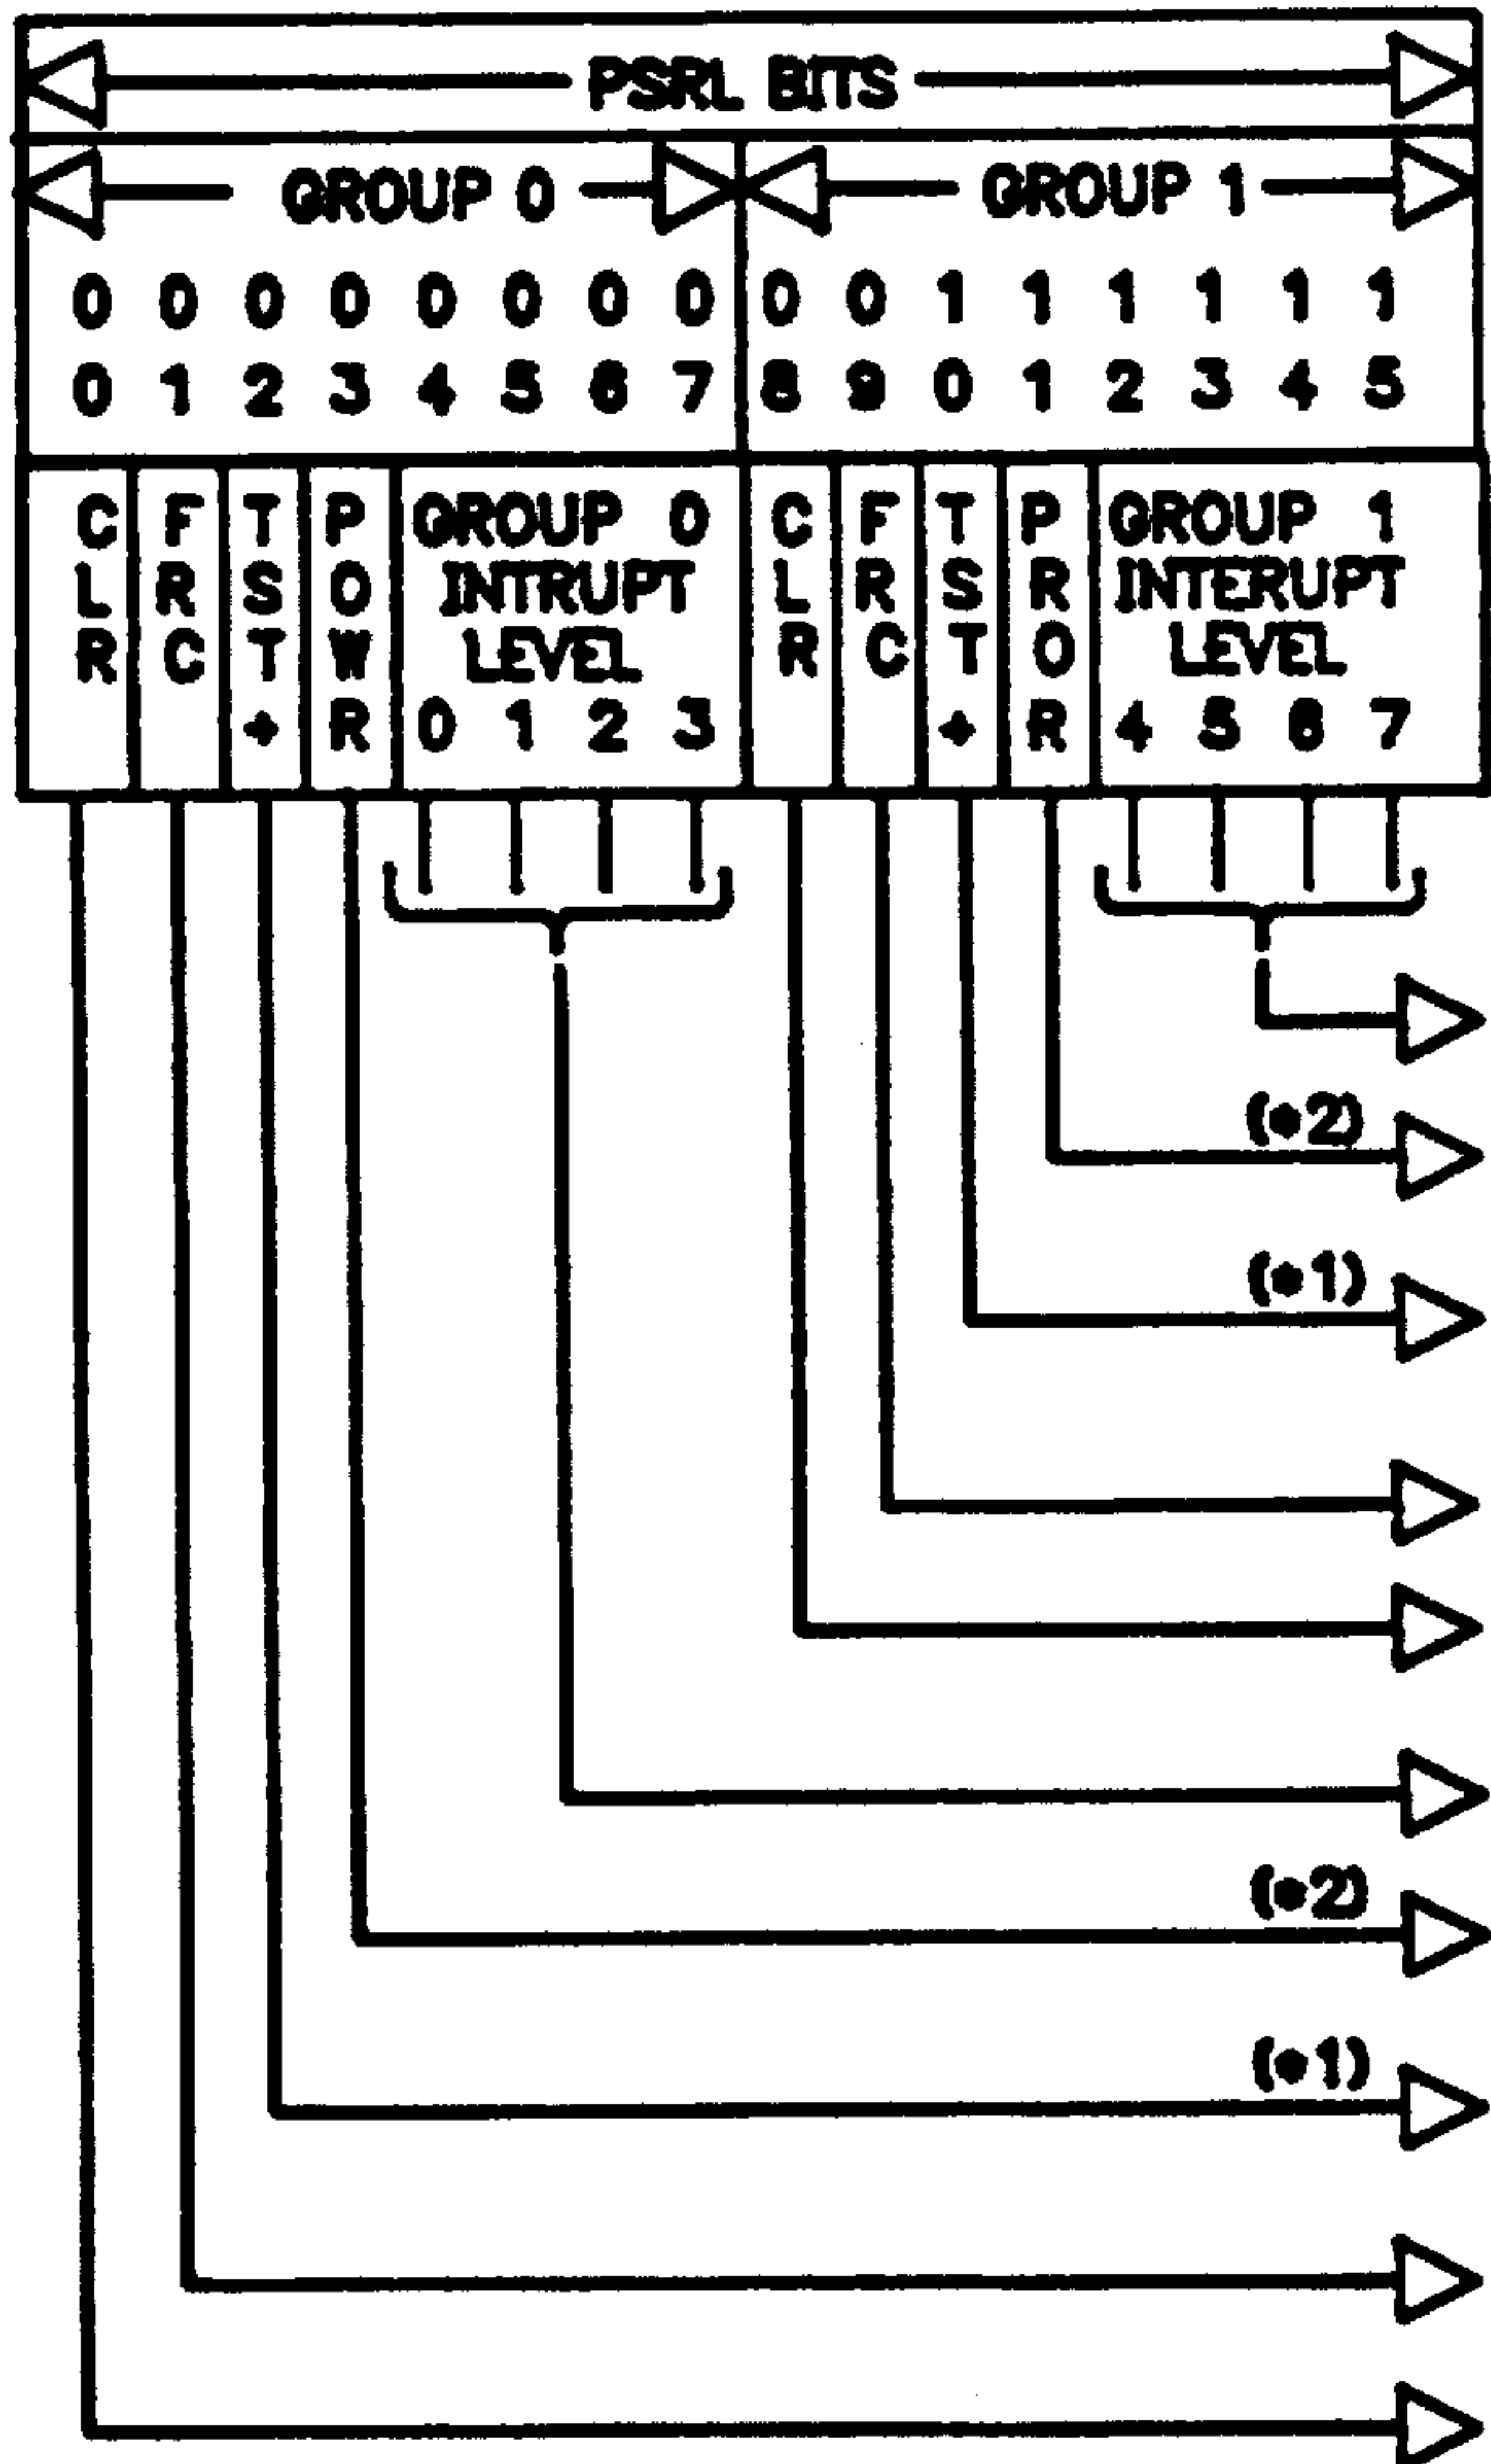 PSRL BITS
GROUP 0 GROUP 1
0 0 0 0 0 0 0 0 0 0 1 1 1 1 1 1
0 1 2 3 4 5 6 7 8 9 0 1 2 3 4 5
C F T P GROUP 0 C F T P GROUP 1
L R S O INTRUPT L R S R INTERUPT
R C T W LEVEL R C T O LEVEL
+ R 0 1 2 3 + R 4 5 6 7
(•2)
(•1)
(•2)
(•1)